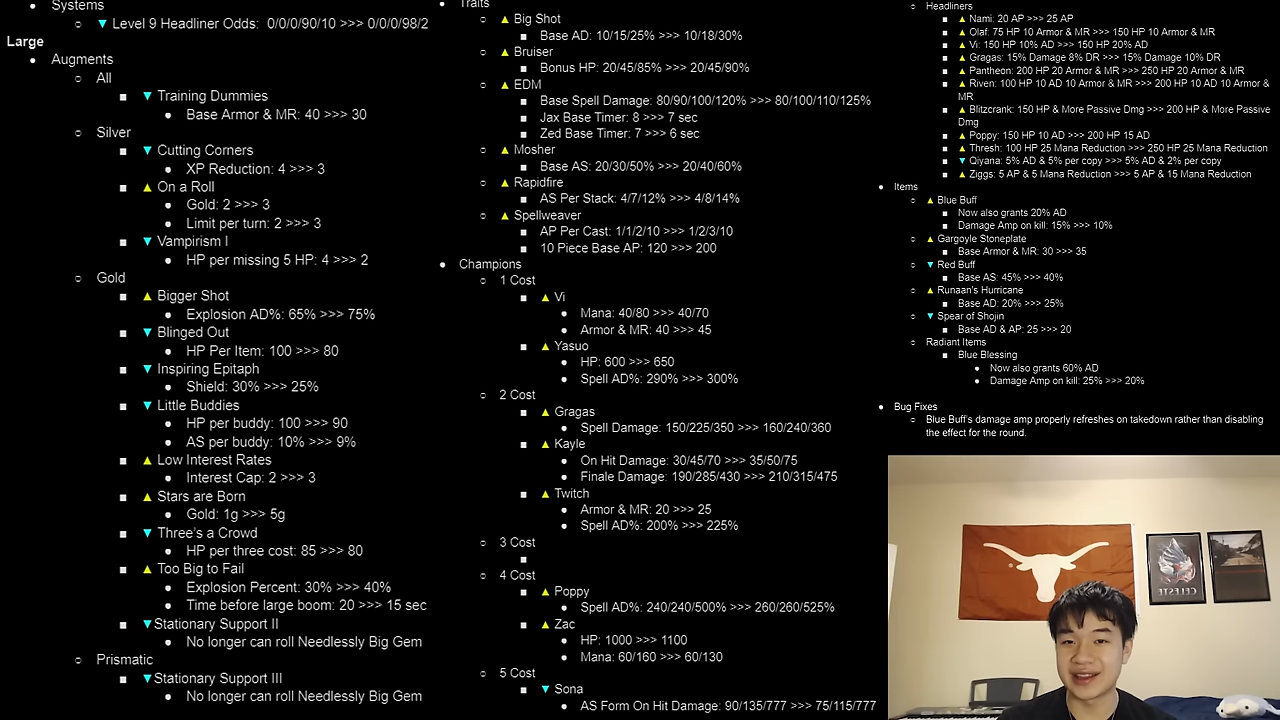 Systems
▼ Level 9 Headliner Odds: 0/0/0/90/10 >>> 0/0/0/98/2
Large
Augments
All
▼ Training Dummies
Base Armor & MR: 40 >>> 30
Silver
▼ Cutting Corners
XP Reduction: 4 >>> 3
▲ On a Roll
Gold: 2 >>> 3
Limit per turn: 2 >>> 3
▼ Vampirism I
HP per missing 5 HP: 4 >>> 2
Gold
▲ Bigger Shot
Explosion AD%: 65% >>> 75%
▼ Blinged Out
HP Per Item: 100 >>> 80
▼ Inspiring Epitaph
Shield: 30% >>> 25%
▼ Little Buddies
HP per buddy: 100 >>> 90
AS per buddy: 10% >>> 9%
▲ Low Interest Rates
Interest Cap: 2 >>> 3
▲ Stars are Born
Gold: 1g >>> 5g
▼ Three's a Crowd
HP per three cost: 85 >>> 80
▲ Too Big to Fail
Explosion Percent: 30% >>> 40%
Time before large boom: 20 >>> 15 sec
▼Stationary Support II
No longer can roll Needlessly Big Gem
Prismatic
▼Stationary Support III
No longer can roll Needlessly Big Gem
Traits
▲ Big Shot
Base AD: 10/15/25% >>> 10/18/30%
▲ Bruiser
Bonus HP: 20/45/85% >>> 20/45/90%
▲ EDM
Base Spell Damage: 80/90/100/120% >>> 80/100/110/125%
Jax Base Timer: 8 >>> 7 sec
Zed Base Timer: 7 >>> 6 sec
▲ Mosher
Base AS: 20/30/50% >>> 20/40/60%
▲ Rapidfire
AS Per Stack: 4/7/12% >>> 4/8/14%
▲ Spellweaver
AP Per Cast: 1/1/2/10 >>> 1/2/3/10
10 Piece Base AP: 120 >>> 200
Champions
1 Cost
▲ Vi
Mana: 40/80 >>> 40/70
Armor & MR: 40 >>> 45
▲ Yasuo
HP: 600 >>> 650
Spell AD%: 290% >>> 300%
2 Cost
▲ Gragas
Spell Damage: 150/225/350 >>> 160/240/360
▲ Kayle
On Hit Damage: 30/45/70 >>> 35/50/75
Finale Damage: 190/285/430 >>> 210/315/475
▲ Twitch
Armor & MR: 20 >>> 25
Spell AD%: 200% >>> 225%
3 Cost
4 Cost
▲ Poppy
Spell AD%: 240/240/500% >>> 260/260/525%
▲ Zac
HP: 1000 >>> 1100
Mana: 60/160 >>> 60/130
5 Cost
▼ Sona
AS Form On Hit Damage: 90/135/777 >>> 75/115/777
Headliners
▲ Nami: 20 AP >>> 25 AP
▲ Olaf: 75 HP 10 Armor & MR >>> 150 HP 10 Armor & MR
▲ Vi: 150 HP 10% AD >>> 150 HP 20% AD
▲ Gragas: 15% Damage 8% DR >>> 15% Damage 10% DR
▲ Pantheon: 200 HP 20 Armor & MR >>> 250 HP 20 Armor & MR
▲ Riven: 100 HP 10 AD 10 Armor & MR >>> 200 HP 10 AD 10 Armor &
MR
▲ Blitzcrank: 150 HP & More Passive Dmg >>> 200 HP & More Passive
Dmg
▲ Poppy: 150 HP 10 AD >>> 200 HP 15 AD
▲ Thresh: 100 HP 25 Mana Reduction >>> 250 HP 25 Mana Reduction
▼ Qiyana: 5% AD & 5% per copy >>> 5% AD & 2% per copy
▲ Ziggs: 5 AP & 5 Mana Reduction >>> 5 AP & 15 Mana Reduction
Items
▲ Blue Buff
Now also grants 20% AD
Damage Amp on kill: 15% >>> 10%
▲ Gargoyle Stoneplate
Base Armor & MR: 30 >>> 35
▼ Red Buff
Base AS: 45% >>> 40%
▲ Runaan's Hurricane
Base AD: 20% >>> 25%
▼ Spear of Shojin
Base AD & AP: 25 >>> 20
Radiant Items
Blue Blessing
Now also grants 60% AD
Damage Amp on kill: 25% >>> 20%
Bug Fixes
Blue Buff's damage amp properly refreshes on takedown rather than disabling
the effect for the round.
CELESTE